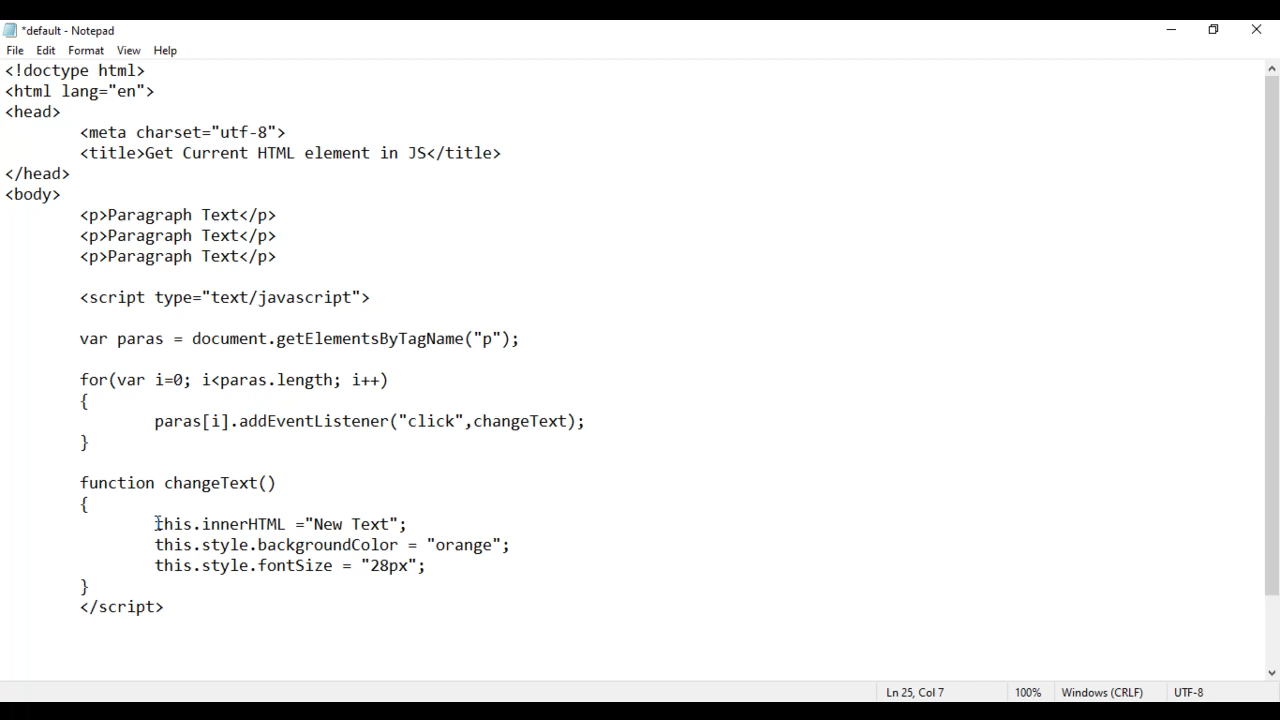 *default - Notepad
File Edit Format View Help
<!doctype html>
<html lang="en">
<head>
<meta charset="utf-8">
<title>Get Current HTML element in JS</title>
</head>
<body>
<p>Paragraph Text</p>
<p>Paragraph Text</p>
<p>Paragraph Text</p>
<script type="text/javascript">
var paras = document.getElementsByTagName("p");
for(var i=0; i<paras.length; i++)
{
paras[i].addEventListener("click",changeText);
}
function changeText()
{
this.innerHTML ="New Text";
this.style.backgroundColor = "orange";
this.style.fontSize = "28px";
}
</script>
Ln 25, Col 7 100% Windows (CRLF) UTF-8